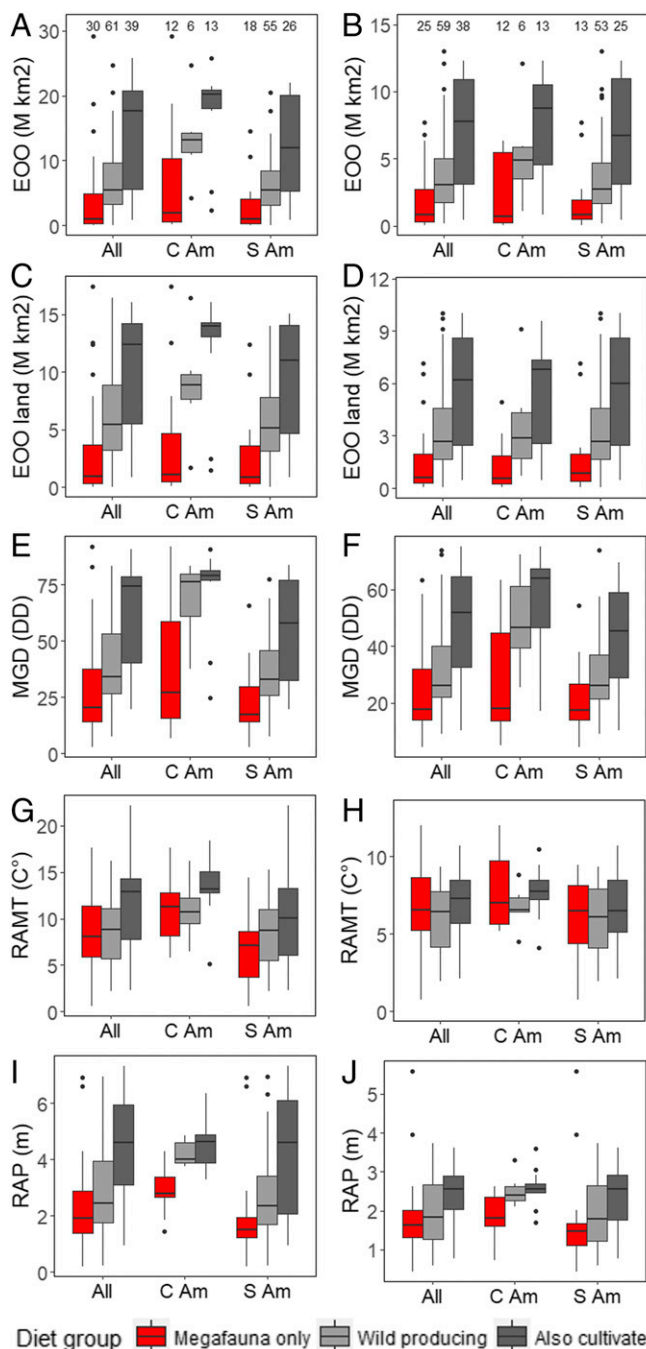 A
30 61 39 12 6 13 18 55 26
EOO (M km2)
30
20
10
0
All C Am S Am
B
25 59 38 12 6 13 13 53 25
EOO (M km2)
15
10
5
0
All C Am S Am
C
EOO land (M km2)
15
10
5
0
All C Am S Am
D
EOO land (M km2)
12
9
6
3
0
All C Am S Am
E
MGD (DD)
75
50
25
0
All C Am S Am
F
MGD (DD)
60
40
20
All C Am S Am
G
RAMT (C°)
20
15
10
5
0
All C Am S Am
H
RAMT (C°)
10
5
0
All C Am S Am
I
RAP (m)
6
4
2
0
All C Am S Am
J
RAP (m)
5
4
3
2
1
All C Am S Am
Diet group Megafauna only Wild producing Also cultivate